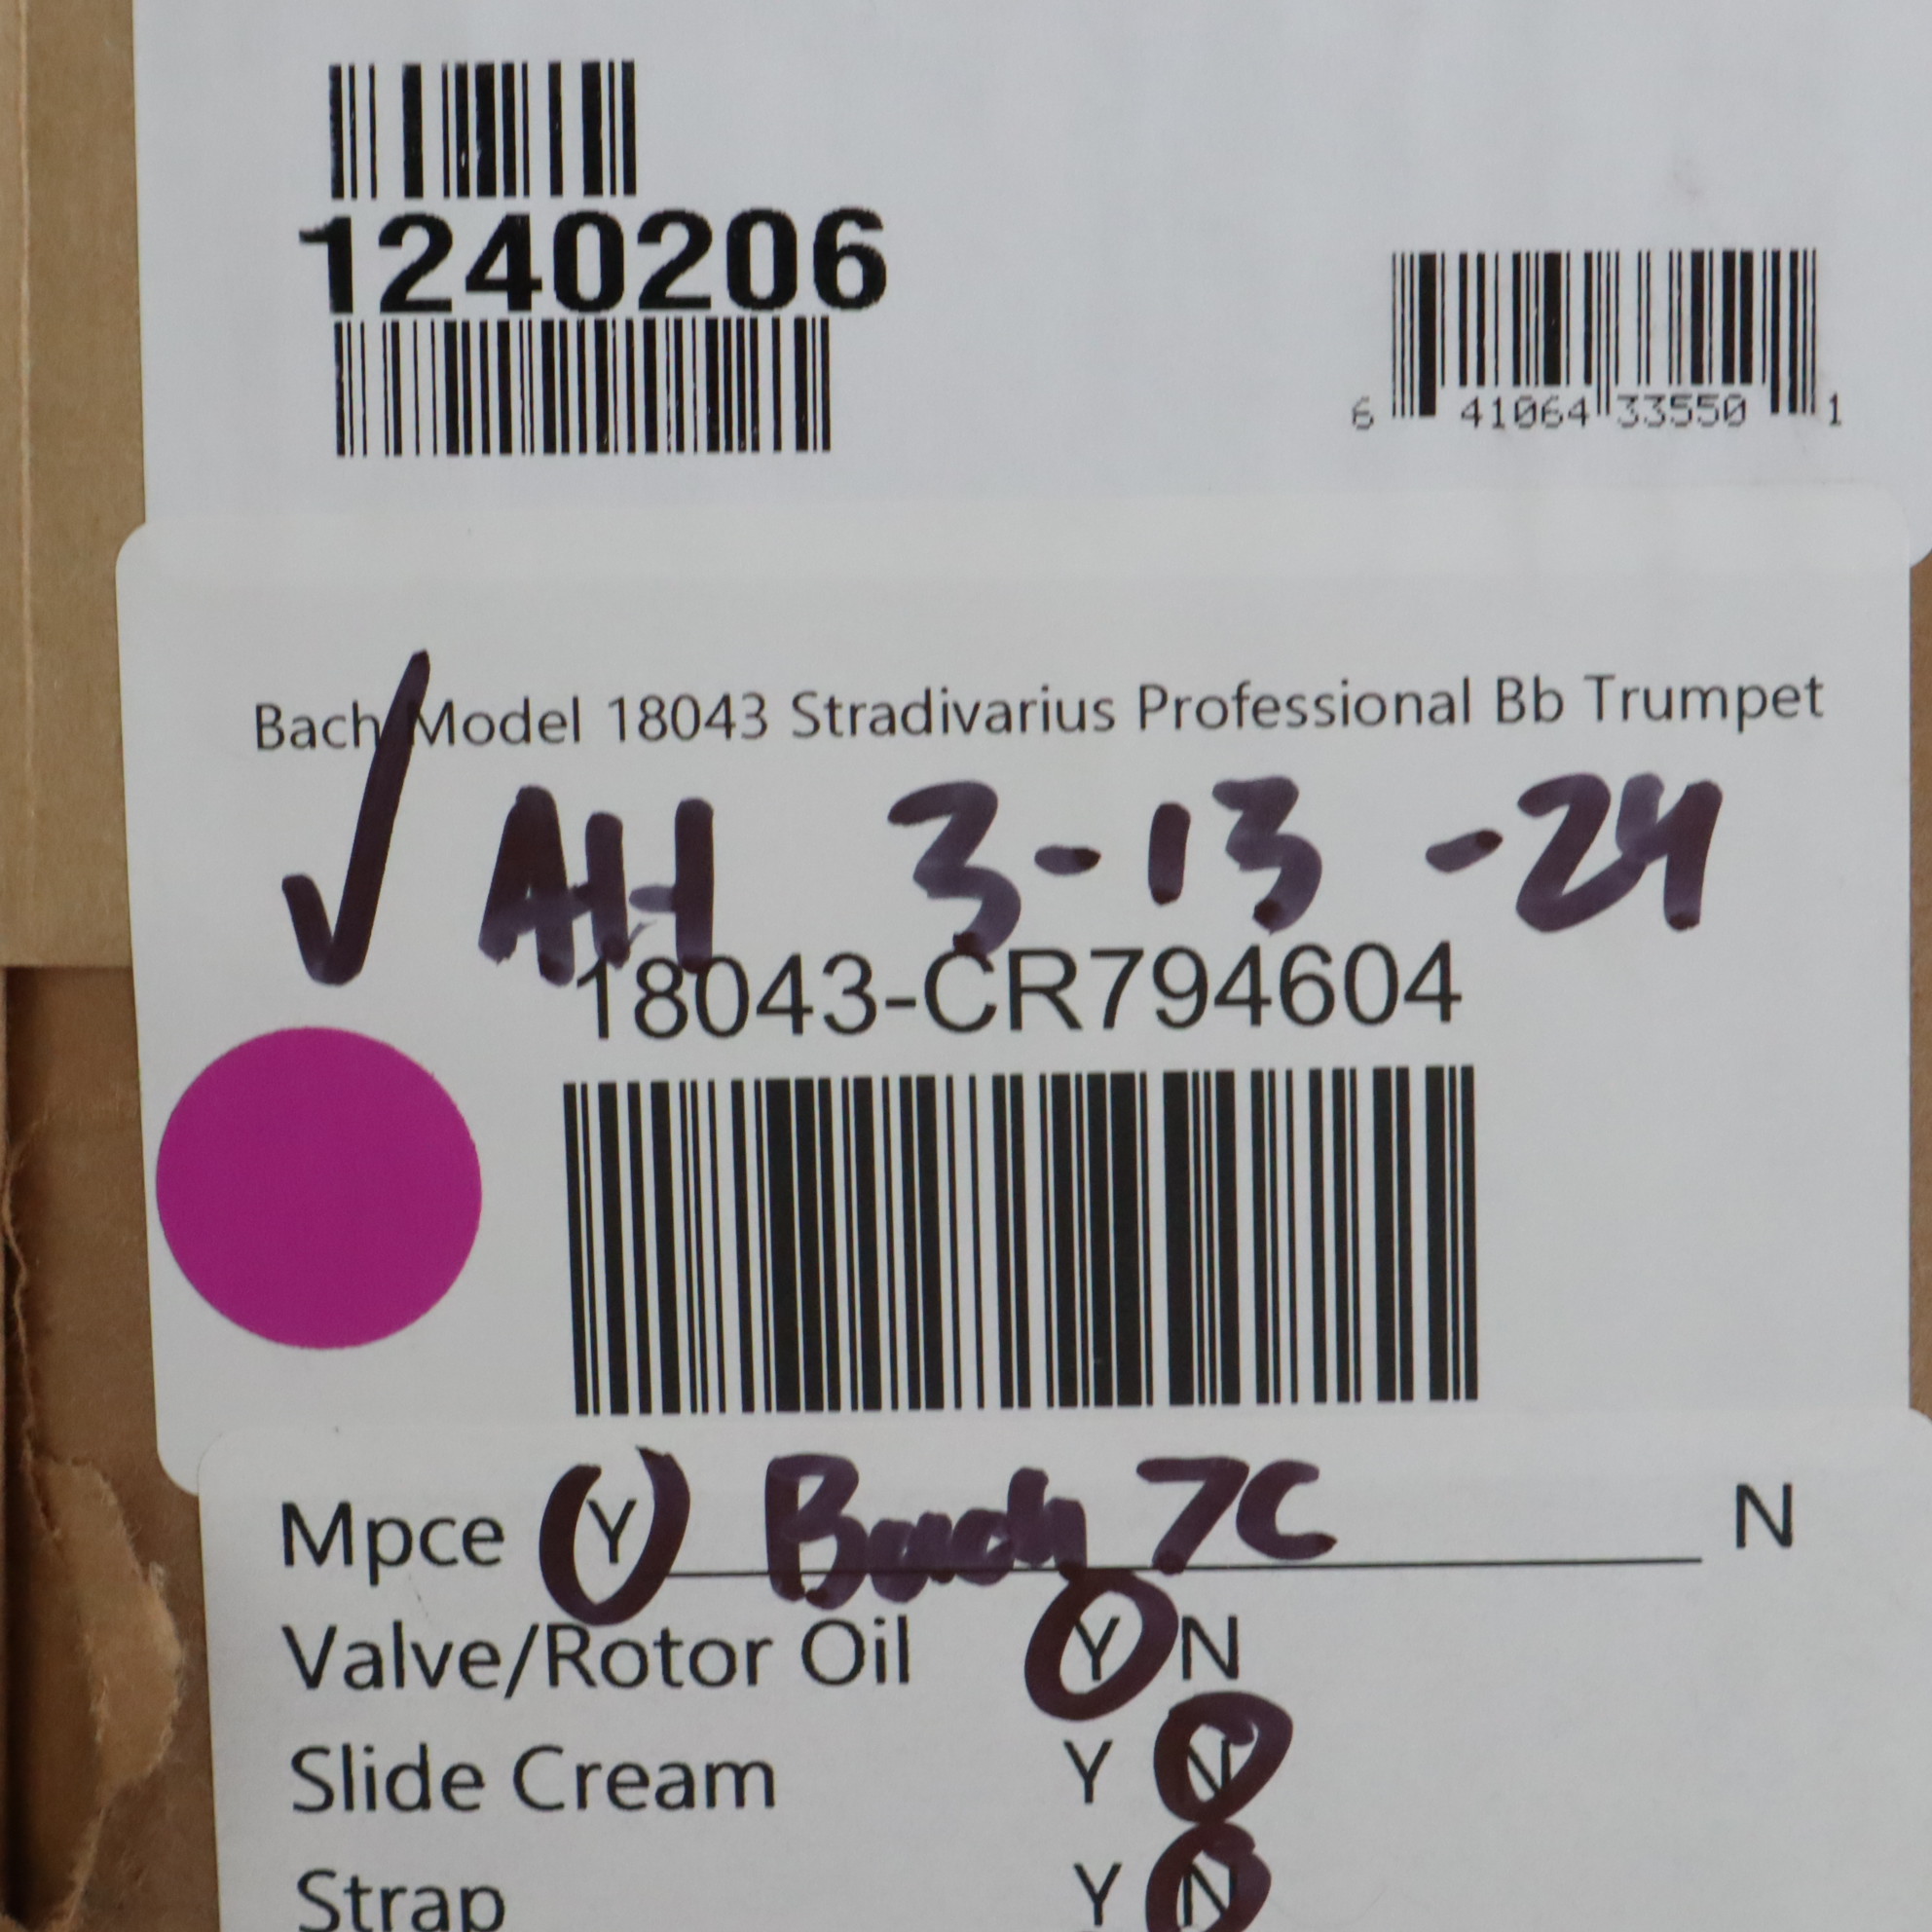 1240206
6 41064 33550 1
Bach Model 18043 Stradivarius Professional Bb Trumpet
✓ AH 3-13-24
18043-CR794604
Mpce Y Bach 7C N
Valve/Rotor Oil Y N
Slide Cream Y N
Strap Y N